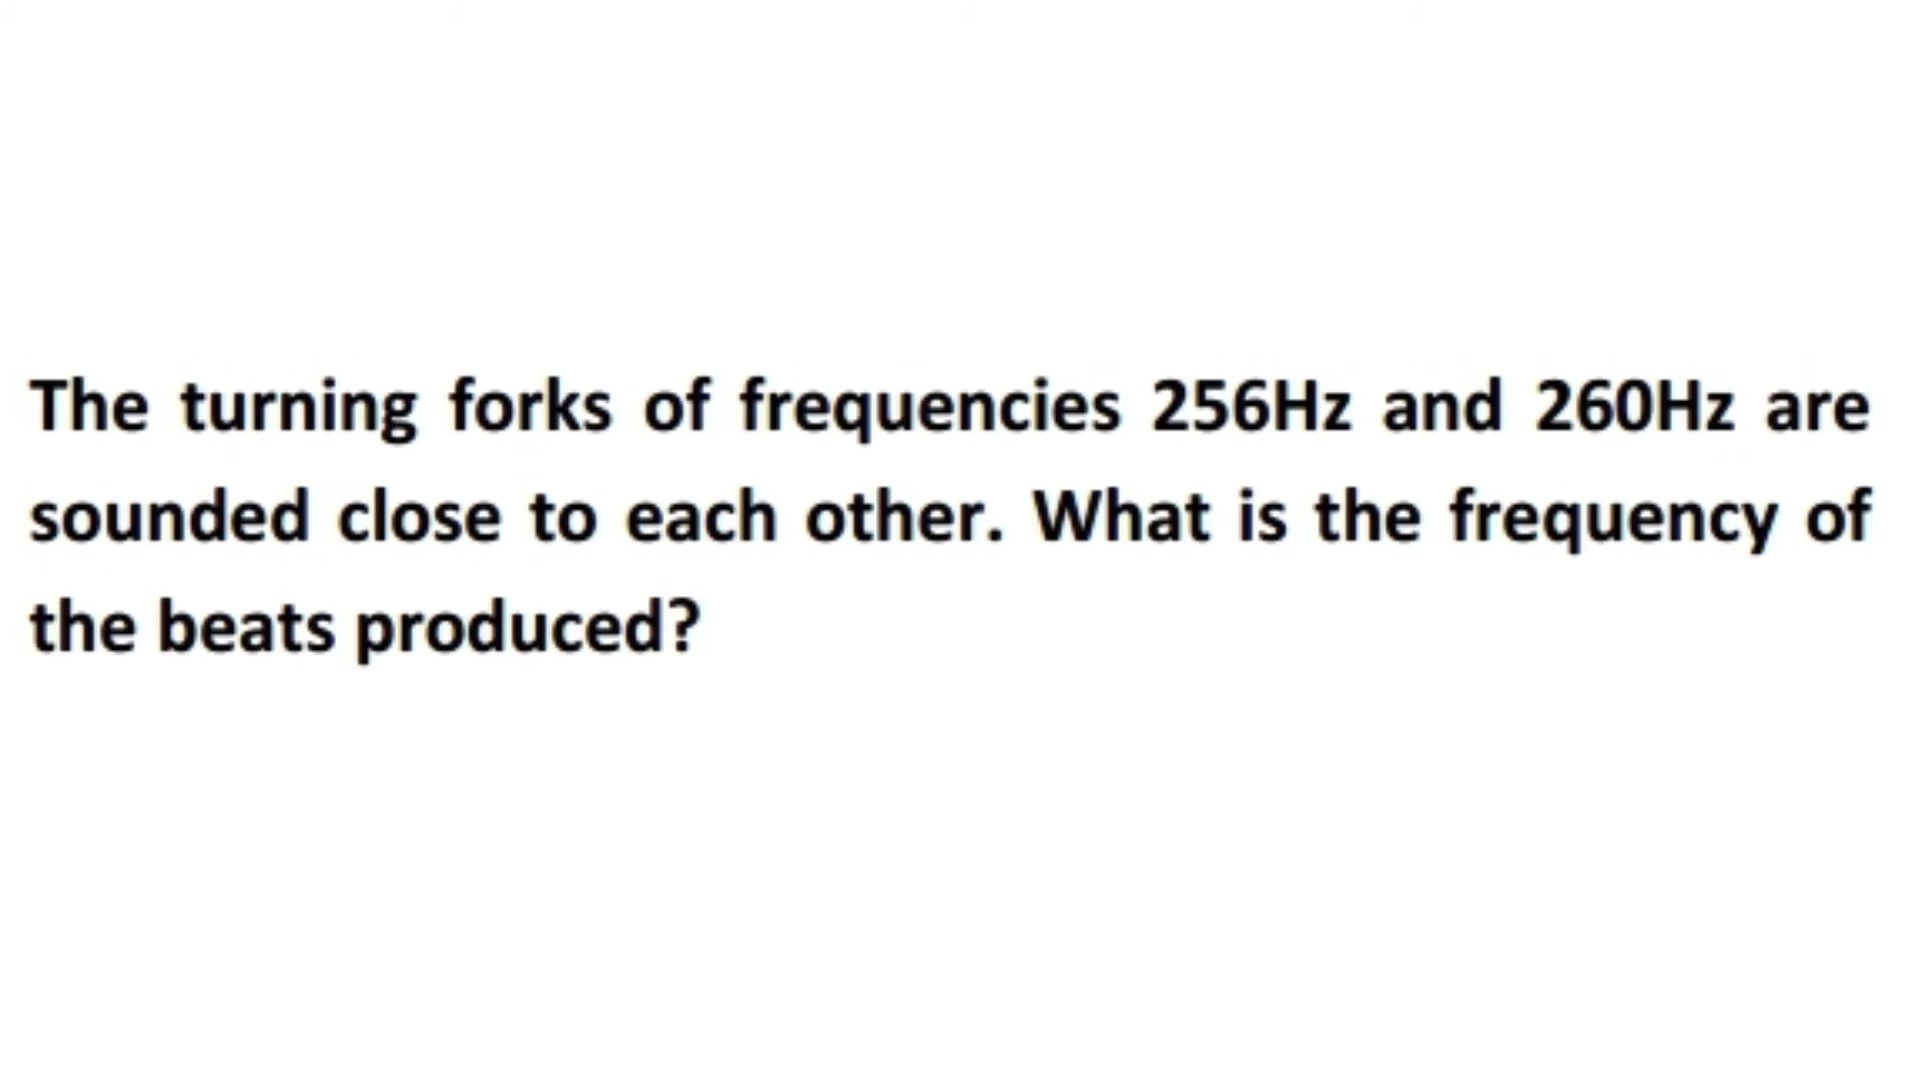 The turning forks of frequencies 256Hz and 260Hz are
sounded close to each other. What is the frequency of
the beats produced?